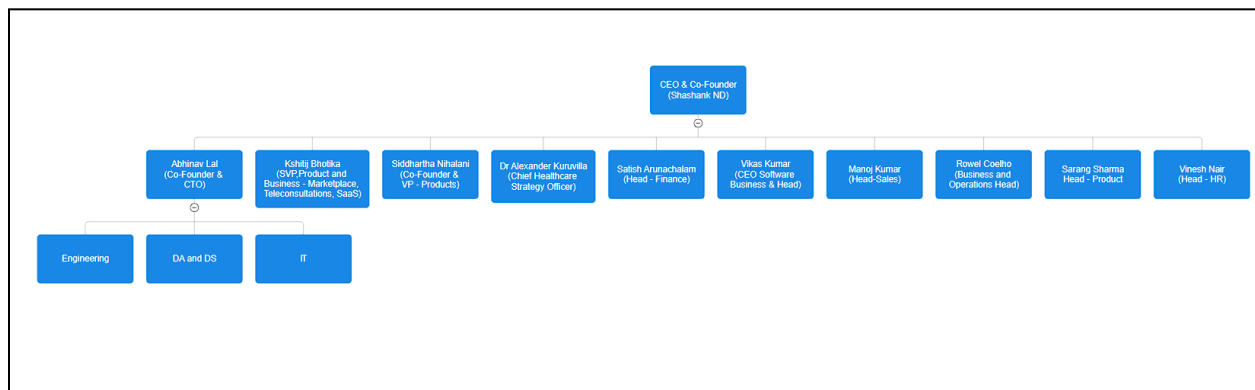 CEO & Co-Founder
(Shashank ND)
Abhinav Lal
(Co-Founder &
CTO)
Kshitij Bhotika
(SVP,Product and
Business - Marketplace,
Teleconsultations, SaaS)
Siddhartha Nihalani
(Co-Founder &
VP - Products)
Dr Alexander Kuruvilla
(Chief Healthcare
Strategy Officer)
Satish Arunachalam
(Head - Finance)
Vikas Kumar
(CEO Software
Business & Head)
Manoj Kumar
(Head-Sales)
Rowel Coelho
(Business and
Operations Head)
Sarang Sharma
Head - Product
Vinesh Nair
(Head - HR)
Engineering
DA and DS
IT